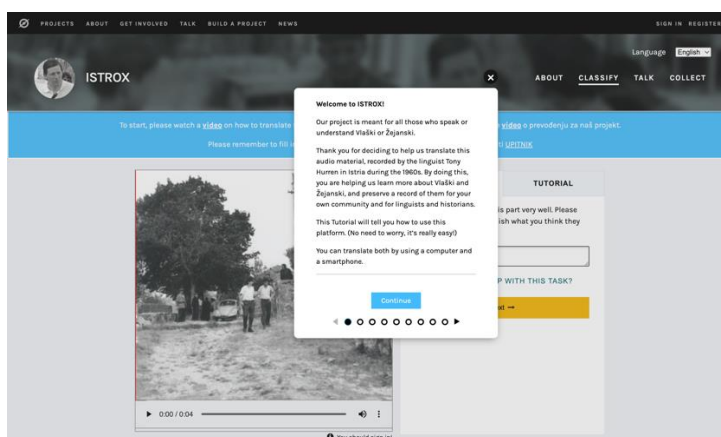 PROJECTS ABOUT GET INVOLVED TALK BUILD A PROJECT NEWS SIGN IN REGISTER
Language English
ISTROX
ABOUT CLASSIFY TALK COLLECT
To start, please watch a video on how to translate
video o prevođenju za naš projekt.
Please remember to fill i
UPITNIK
Welcome to ISTROX!
Our project is meant for all those who speak or
understand Vlaški or Žejanski.
Thank you for deciding to help us translate this
audio material, recorded by the linguist Tony
Hurren in Istria during the 1960s. By doing this,
you are helping us learn more about Vlaški and
Žejanski, and preserve a record of them for your
own community and for linguists and historians.
This Tutorial will tell you how to use this
platform. (No need to worry, it's really easy!)
You can translate both by using a computer and
a smartphone.
Continue
TUTORIAL
is part very well. Please
ish what you think they
P WITH THIS TASK?
0:00 / 0:04
You should sign in!